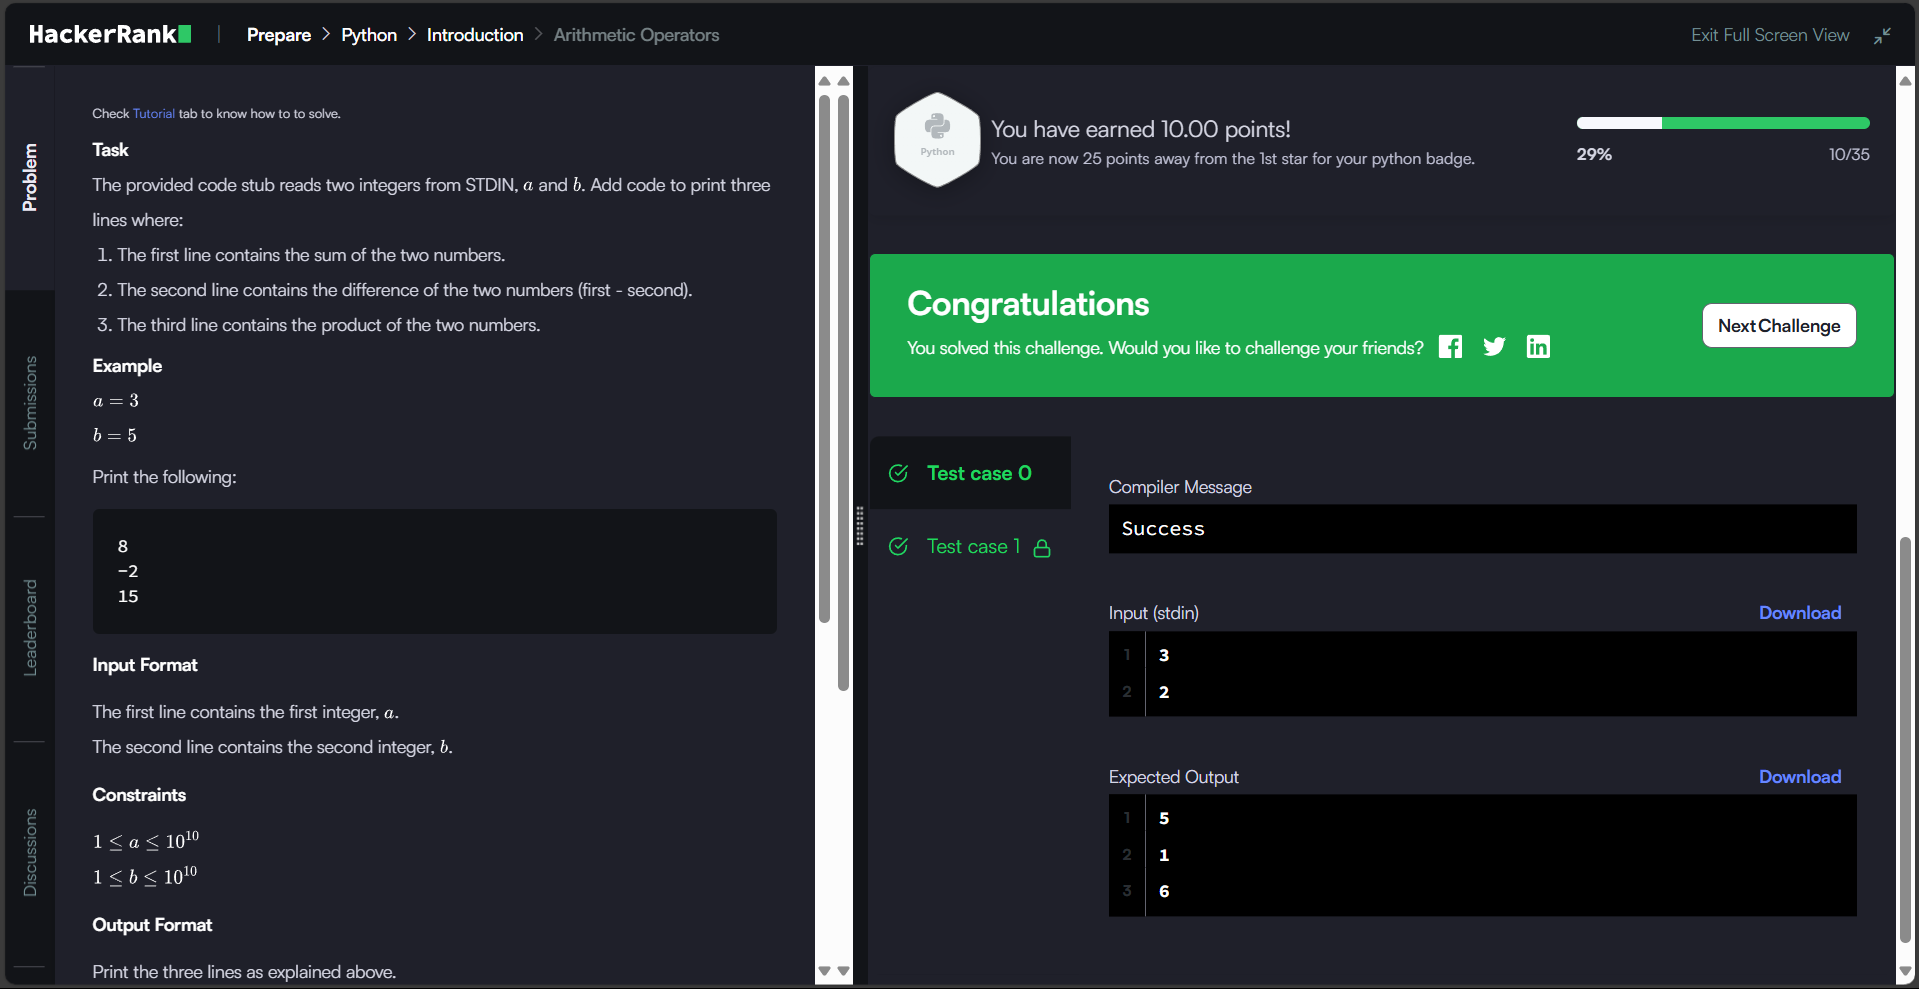 HackerRank | Prepare > Python > Introduction > Arithmetic Operators
Exit Full Screen View
Problem
Submissions
Leaderboard
Discussions
Check Tutorial tab to know how to to solve.
Task
The provided code stub reads two integers from STDIN, a and b. Add code to print three
lines where:
1. The first line contains the sum of the two numbers.
2. The second line contains the difference of the two numbers (first - second).
3. The third line contains the product of the two numbers.
Example
a = 3
b = 5
Print the following:
8
-2
15
Input Format
The first line contains the first integer, a.
The second line contains the second integer, b.
Constraints
1 ≤ a ≤ 10¹⁰
1 ≤ b ≤ 10¹⁰
Output Format
Print the three lines as explained above.
Python
You have earned 10.00 points!
You are now 25 points away from the 1st star for your python badge.
29%
10/35
Congratulations
You solved this challenge. Would you like to challenge your friends?
Next Challenge
Test case 0
Test case 1
Compiler Message
Success
Input (stdin)
Download
1 3
2 2
Expected Output
Download
1 5
2 1
3 6